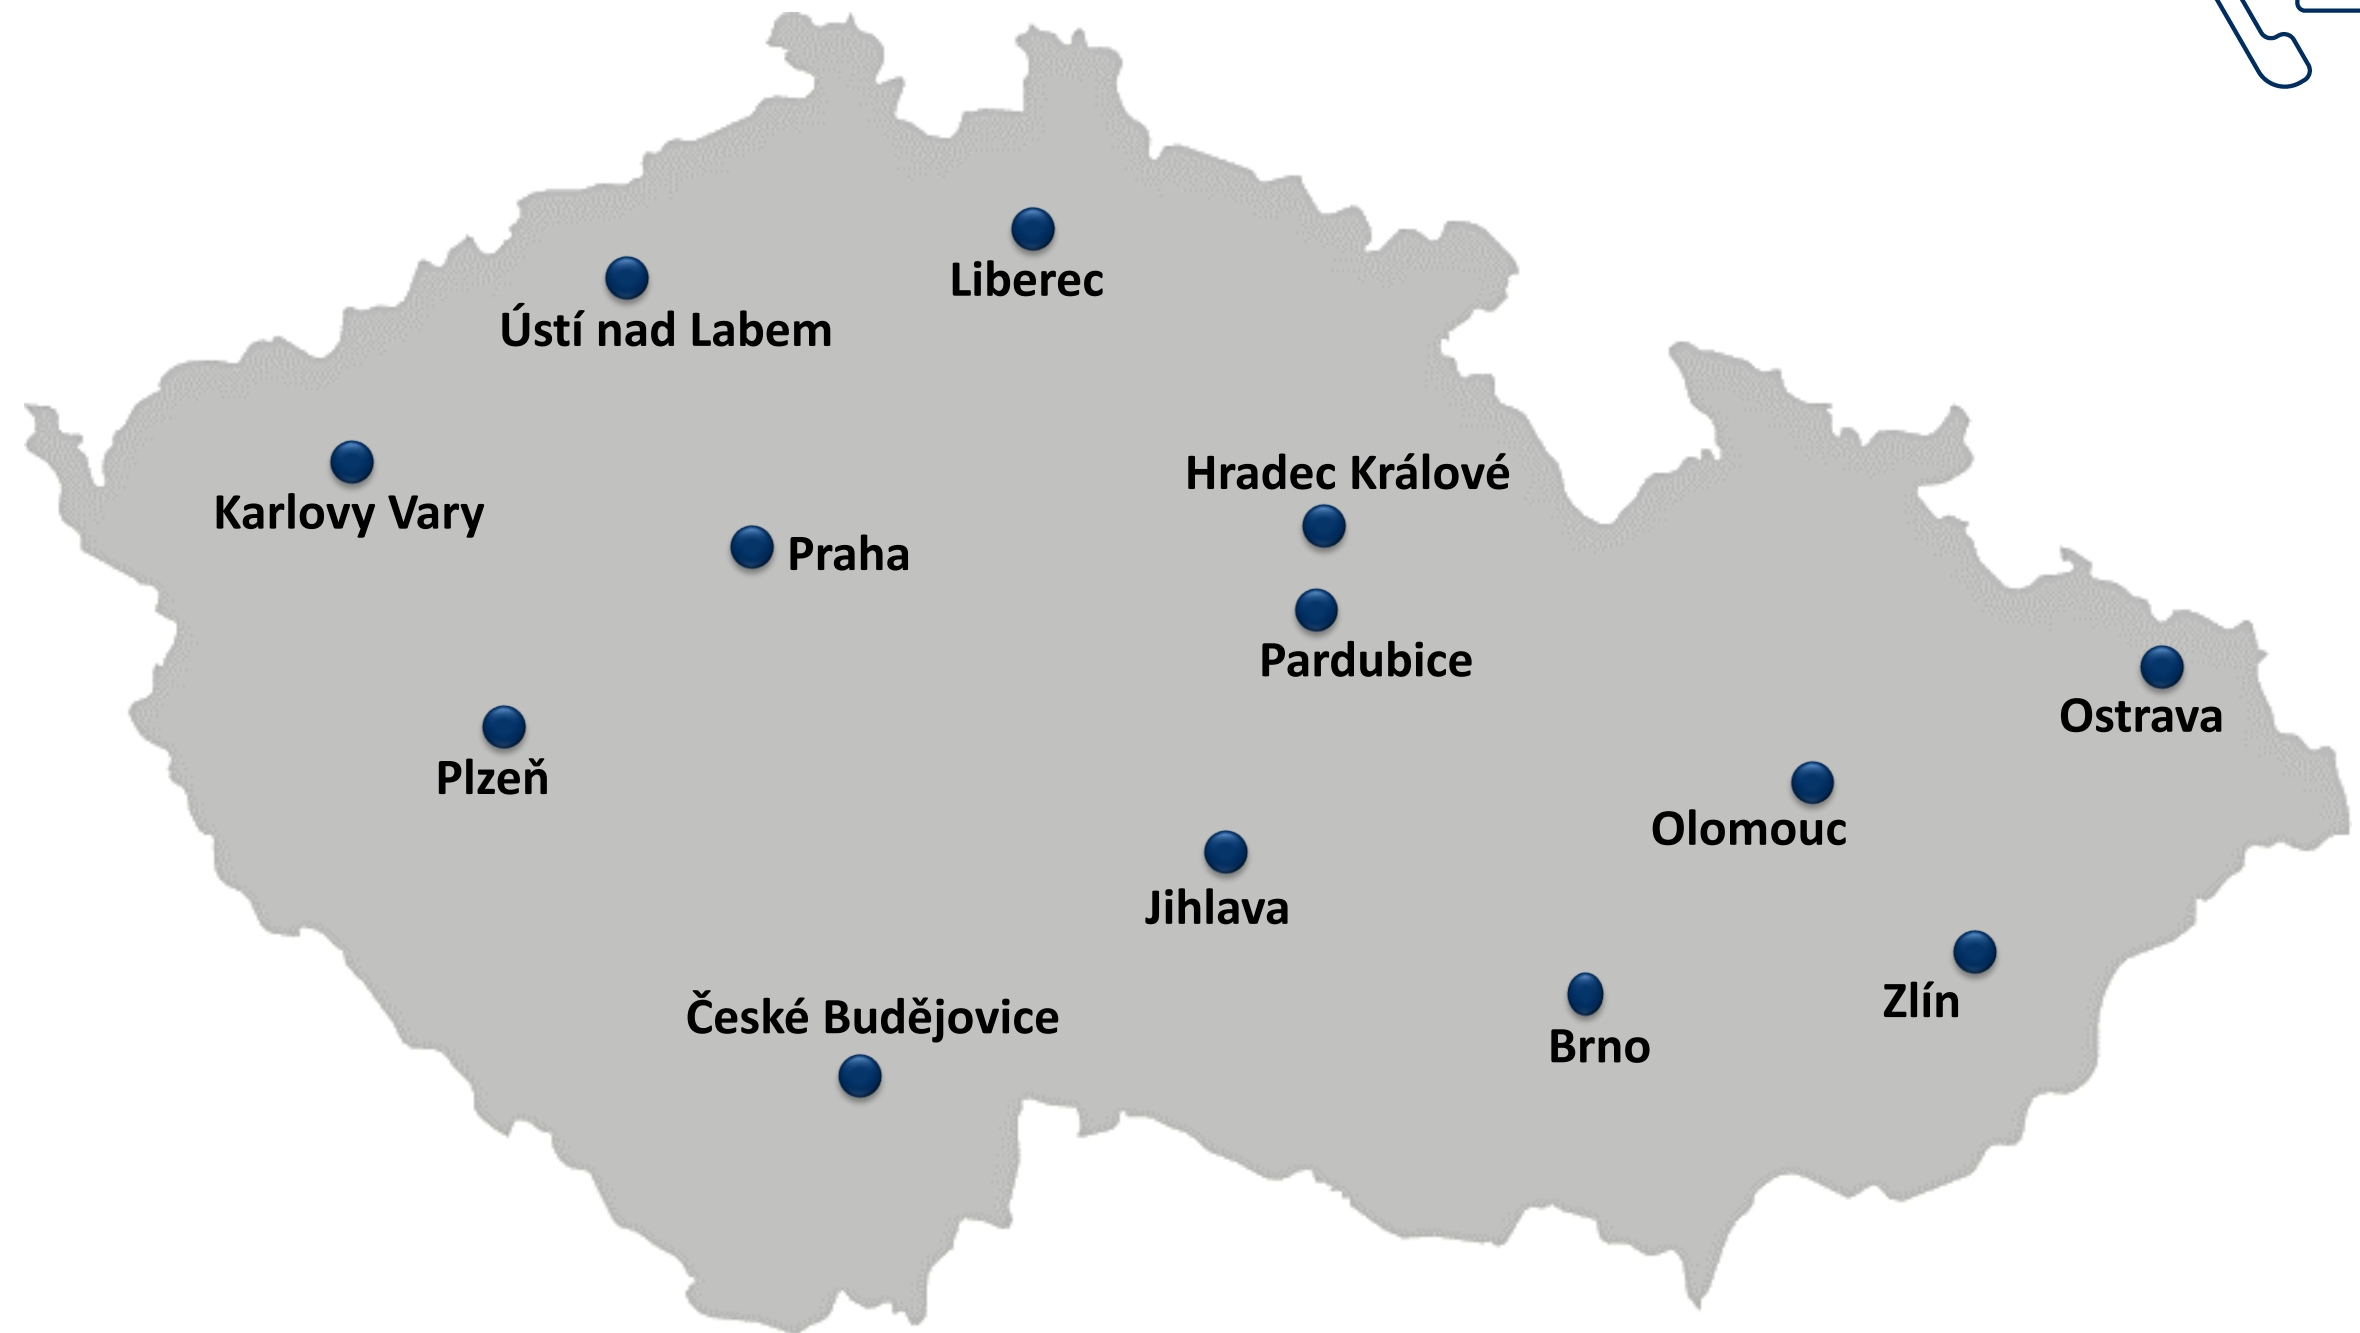 Liberec
Ústí nad Labem
Karlovy Vary
Hradec Králové
Praha
Pardubice
Ostrava
Plzeň
Olomouc
Jihlava
Zlín
České Budějovice
Brno